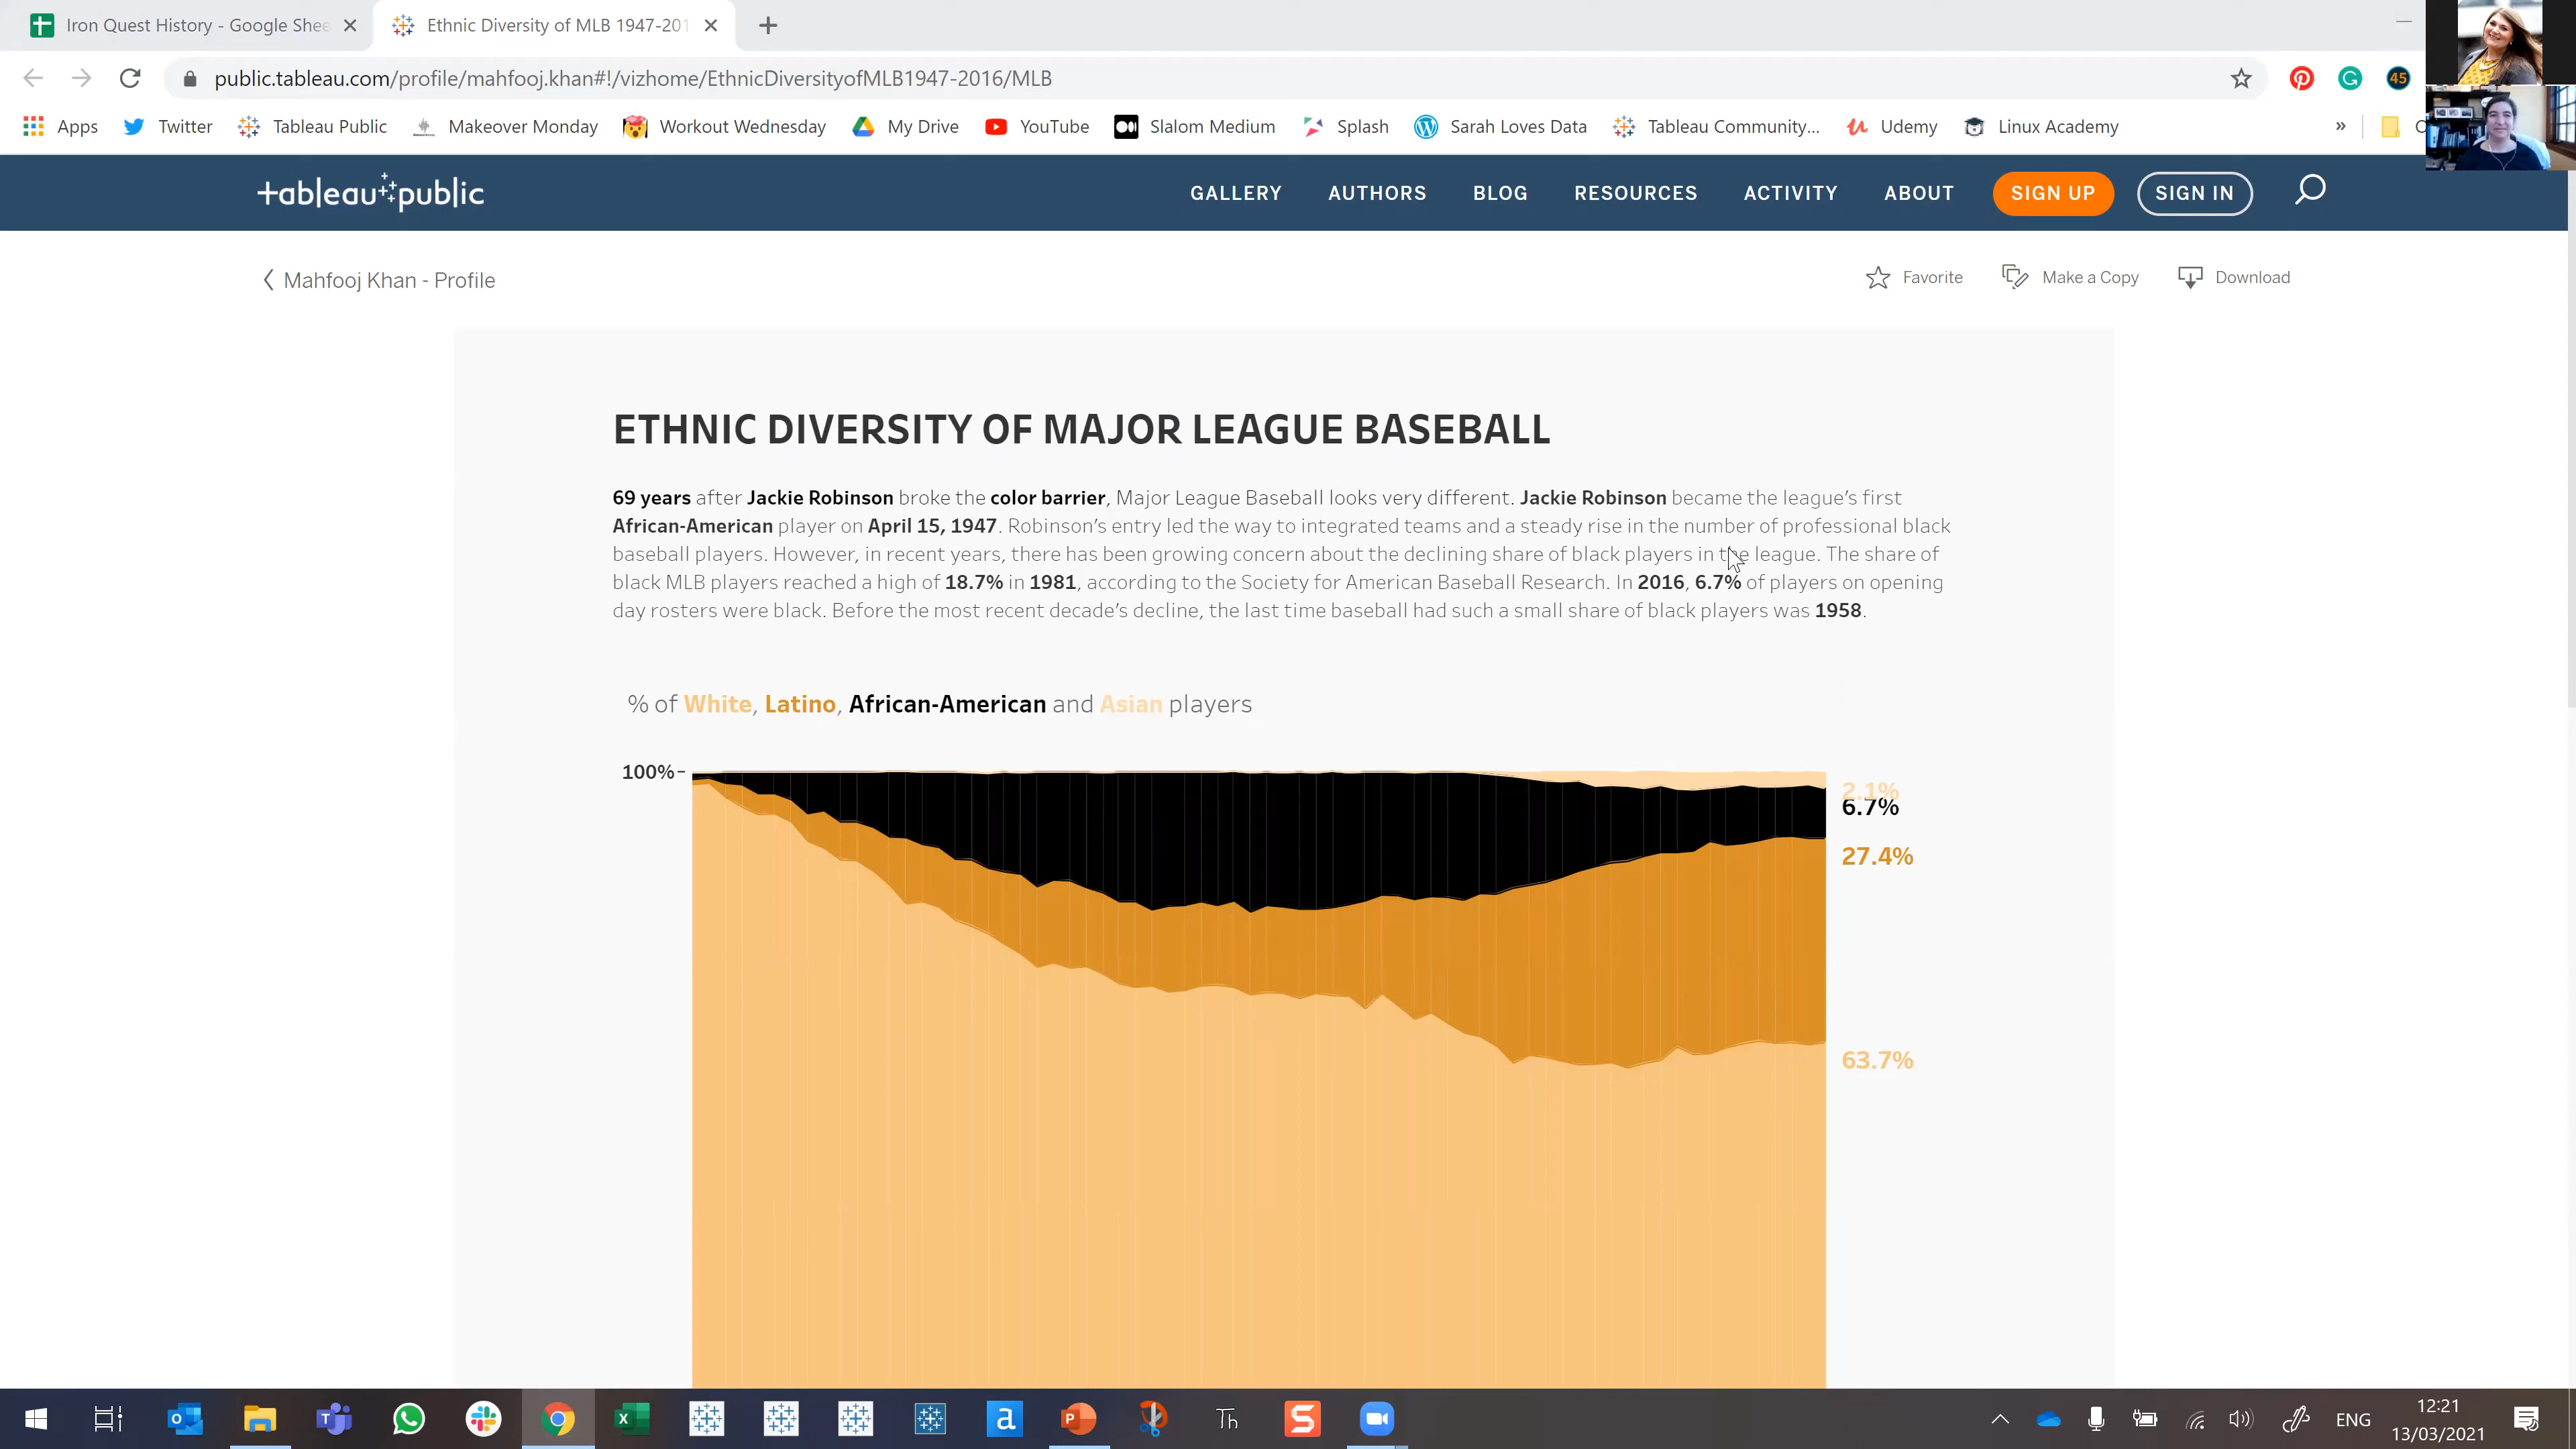 Iron Quest History - Google Shee
Ethnic Diversity of MLB 1947-201
public.tableau.com/profile/mahfooj.khan#!/vizhome/EthnicDiversityofMLB1947-2016/MLB
45
Apps Twitter Tableau Public Makeover Monday Workout Wednesday My Drive YouTube Slalom Medium Splash Sarah Loves Data Tableau Community... Udemy Linux Academy »
tableau public
GALLERY AUTHORS BLOG RESOURCES ACTIVITY ABOUT SIGN UP SIGN IN
Mahfooj Khan - Profile
Favorite Make a Copy Download
ETHNIC DIVERSITY OF MAJOR LEAGUE BASEBALL
69 years after Jackie Robinson broke the color barrier, Major League Baseball looks very different. Jackie Robinson became the league's first
African-American player on April 15, 1947. Robinson's entry led the way to integrated teams and a steady rise in the number of professional black
baseball players. However, in recent years, there has been growing concern about the declining share of black players in the league. The share of
black MLB players reached a high of 18.7% in 1981, according to the Society for American Baseball Research. In 2016, 6.7% of players on opening
day rosters were black. Before the most recent decade's decline, the last time baseball had such a small share of black players was 1958.
% of White, Latino, African-American and Asian players
100%
2.1%
6.7%
27.4%
63.7%
Th
ENG
12:21
13/03/2021